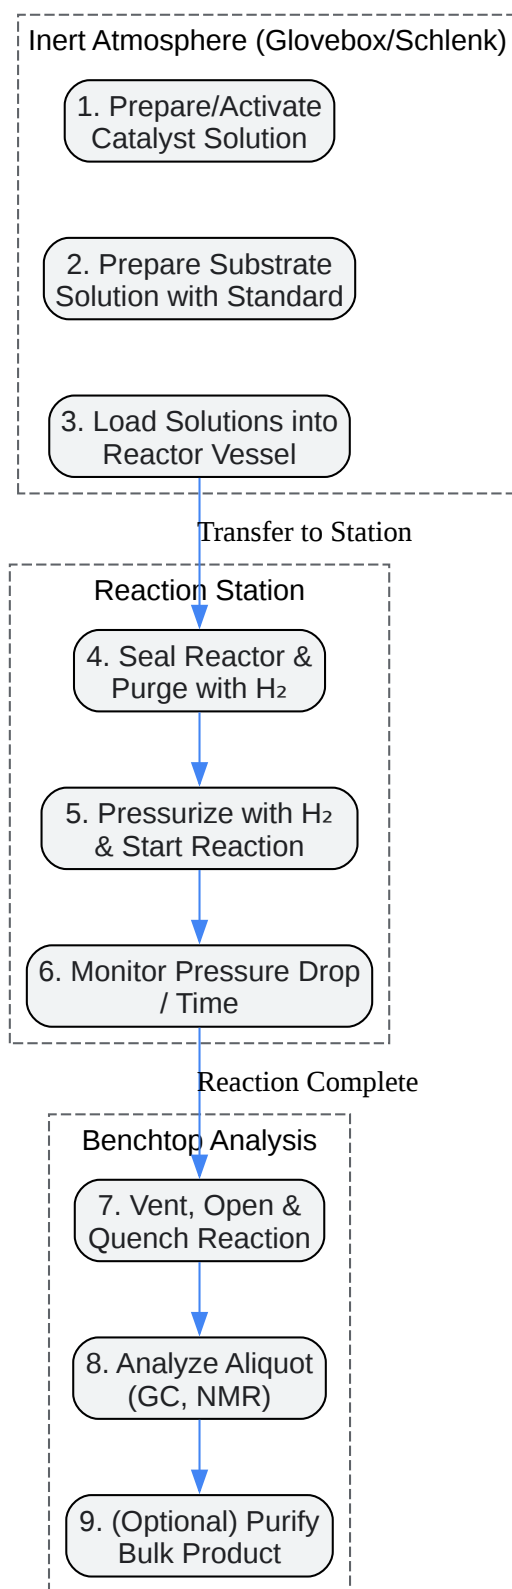 Inert Atmosphere (Glovebox/Schlenk)
1. Prepare/Activate
Catalyst Solution
2. Prepare Substrate
Solution with Standard
3. Load Solutions into
Reactor Vessel
Transfer to Station
Reaction Station
4. Seal Reactor &
Purge with H₂
5. Pressurize with H₂
& Start Reaction
6. Monitor Pressure Drop
/ Time
Reaction Complete
Benchtop Analysis
7. Vent, Open &
Quench Reaction
8. Analyze Aliquot
(GC, NMR)
9. (Optional) Purify
Bulk Product